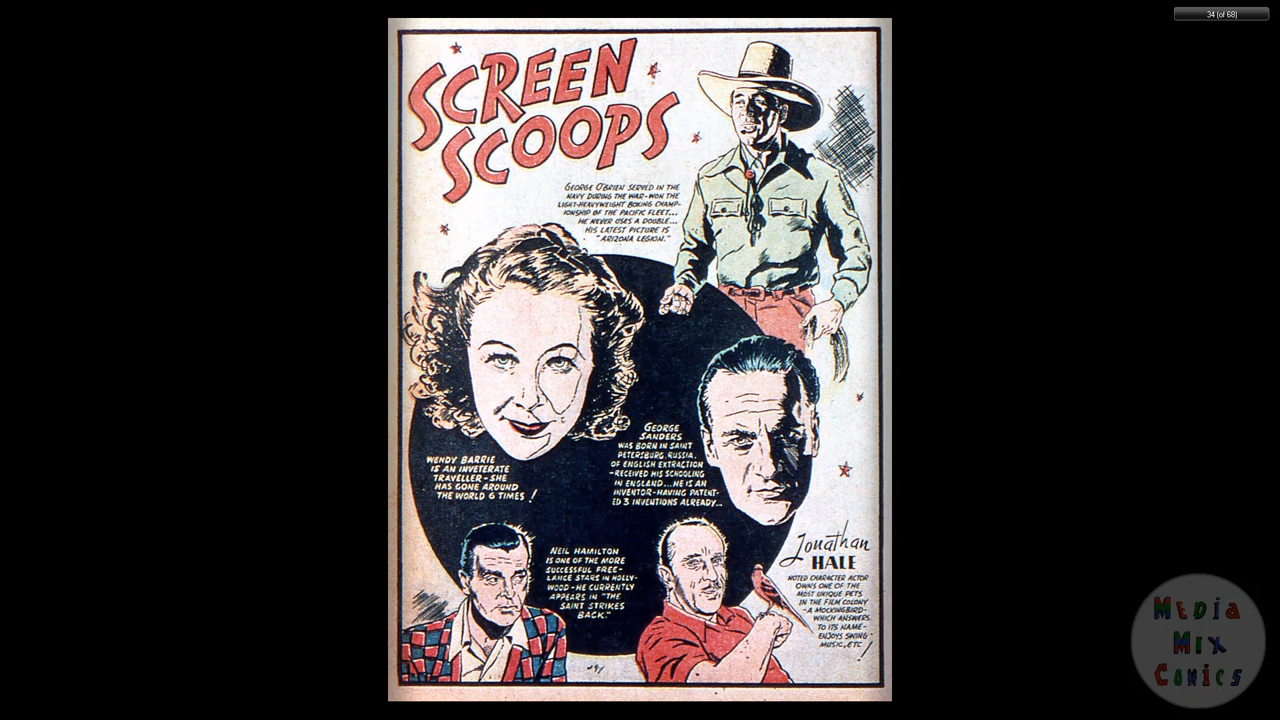 34 (of 68)
SCREEN
SCOOPS
GEORGE O'BRIEN SERVED IN THE
NAVY DURING THE WAR-WON THE
LIGHT-HEAVYWEIGHT BOXING CHAMP-
IONSHIP OF THE PACIFIC FLEET...
HE NEVER USES A DOUBLE...
HIS LATEST PICTURE IS
"ARIZONA LEGION."
WENDY BARRIE
IS AN INVETERATE
TRAVELLER-SHE
HAS GONE AROUND
THE WORLD 6 TIMES!
GEORGE
SANDERS
WAS BORN IN SAINT
PETERSBURG, RUSSIA,
OF ENGLISH EXTRACTION
-RECEIVED HIS SCHOOLING
IN ENGLAND...HE IS AN
INVENTOR-HAVING PATENT-
ED 3 INVENTIONS ALREADY...
NEIL HAMILTON
IS ONE OF THE MORE
SUCCESSFUL FREE-
LANCE STARS IN HOLLY-
WOOD-HE CURRENTLY
APPEARS IN "THE
SAINT STRIKES
BACK."
Jonathan
HALE
NOTED CHARACTER ACTOR
OWNS ONE OF THE
MOST UNIQUE PETS
IN THE FILM COLONY
-A MOCKINGBIRD-
WHICH ANSWERS
TO ITS NAME-
ENJOYS SWING-
MUSIC, ETC!
MEDIA
MIX
COMICS